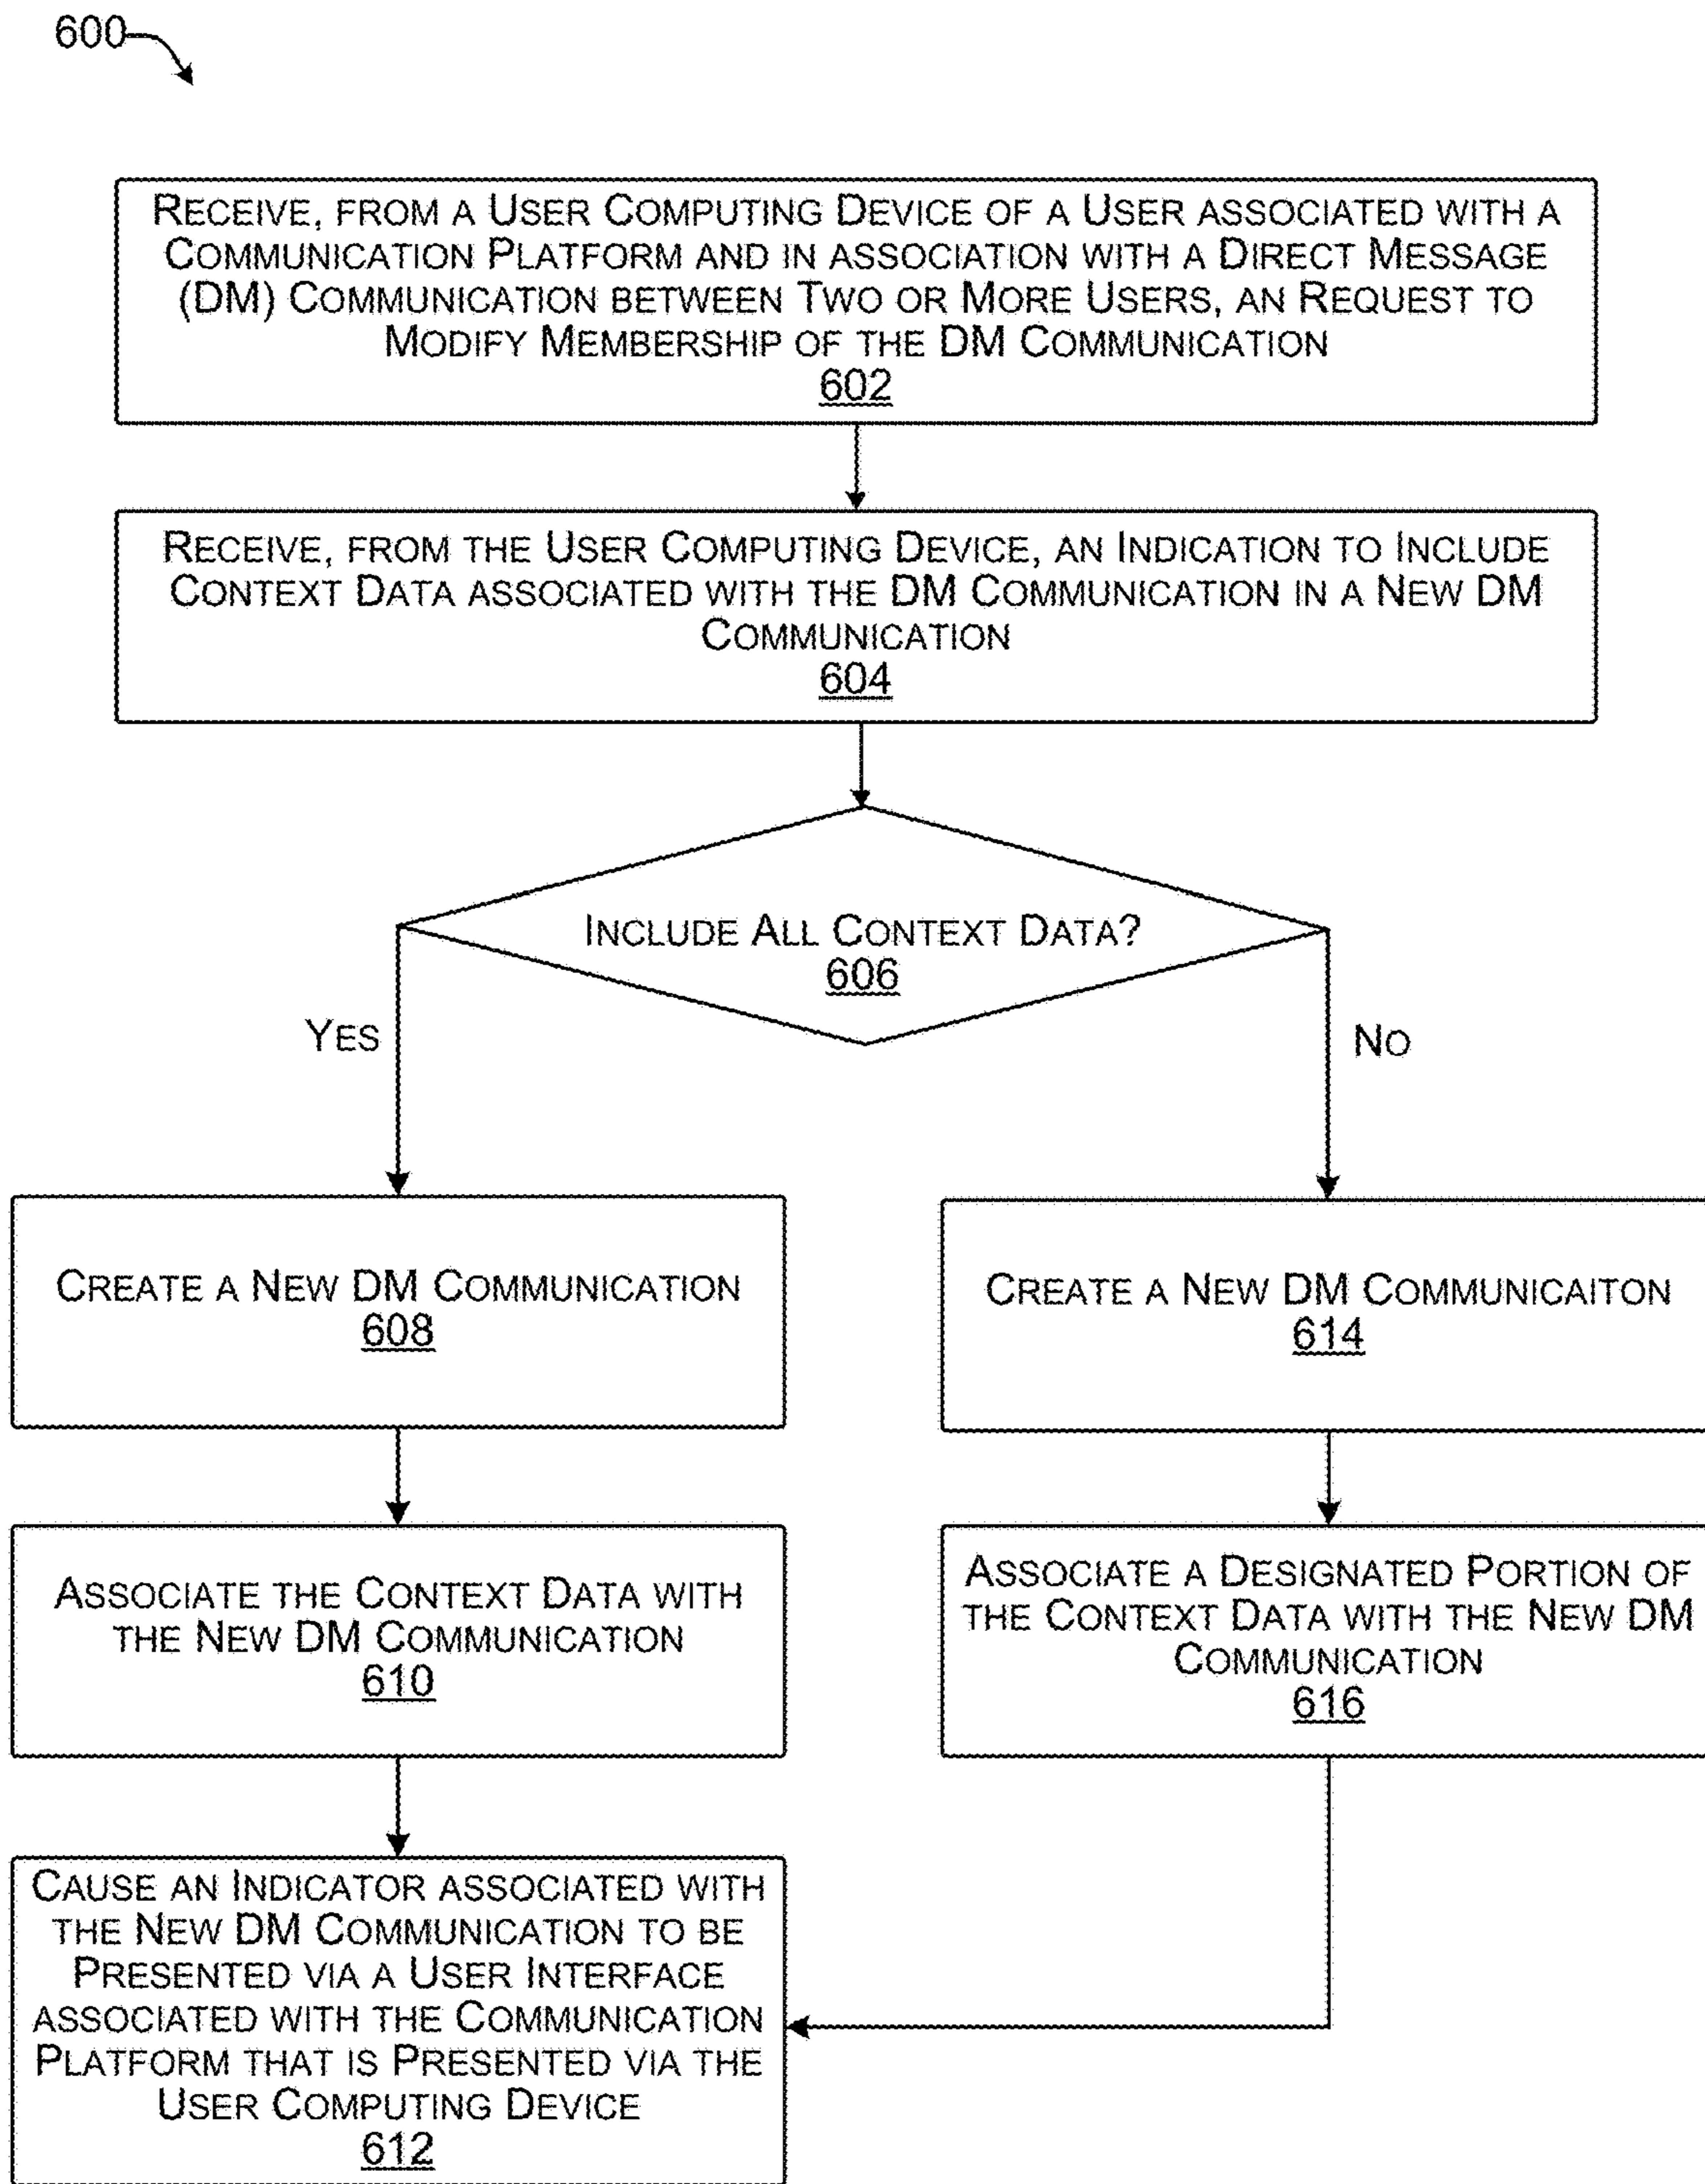 600
RECEIVE, FROM A USER COMPUTING DEVICE OF A USER ASSOCIATED WITH A
COMMUNICATION PLATFORM AND IN ASSOCIATION WITH A DIRECT MESSAGE
(DM) COMMUNICATION BETWEEN TWO OR MORE USERS, AN REQUEST TO
MODIFY MEMBERSHIP OF THE DM COMMUNICATION
602
RECEIVE, FROM THE USER COMPUTING DEVICE, AN INDICATION TO INCLUDE
CONTEXT DATA ASSOCIATED WITH THE DM COMMUNICATION IN A NEW DM
COMMUNICATION
604
INCLUDE ALL CONTEXT DATA?
606
YES
NO
CREATE A NEW DM COMMUNICATION
608
CREATE A NEW DM COMMUNICAITON
614
ASSOCIATE THE CONTEXT DATA WITH
THE NEW DM COMMUNICATION
610
ASSOCIATE A DESIGNATED PORTION OF
THE CONTEXT DATA WITH THE NEW DM
COMMUNICATION
616
CAUSE AN INDICATOR ASSOCIATED WITH
THE NEW DM COMMUNICATION TO BE
PRESENTED VIA A USER INTERFACE
ASSOCIATED WITH THE COMMUNICATION
PLATFORM THAT IS PRESENTED VIA THE
USER COMPUTING DEVICE
612